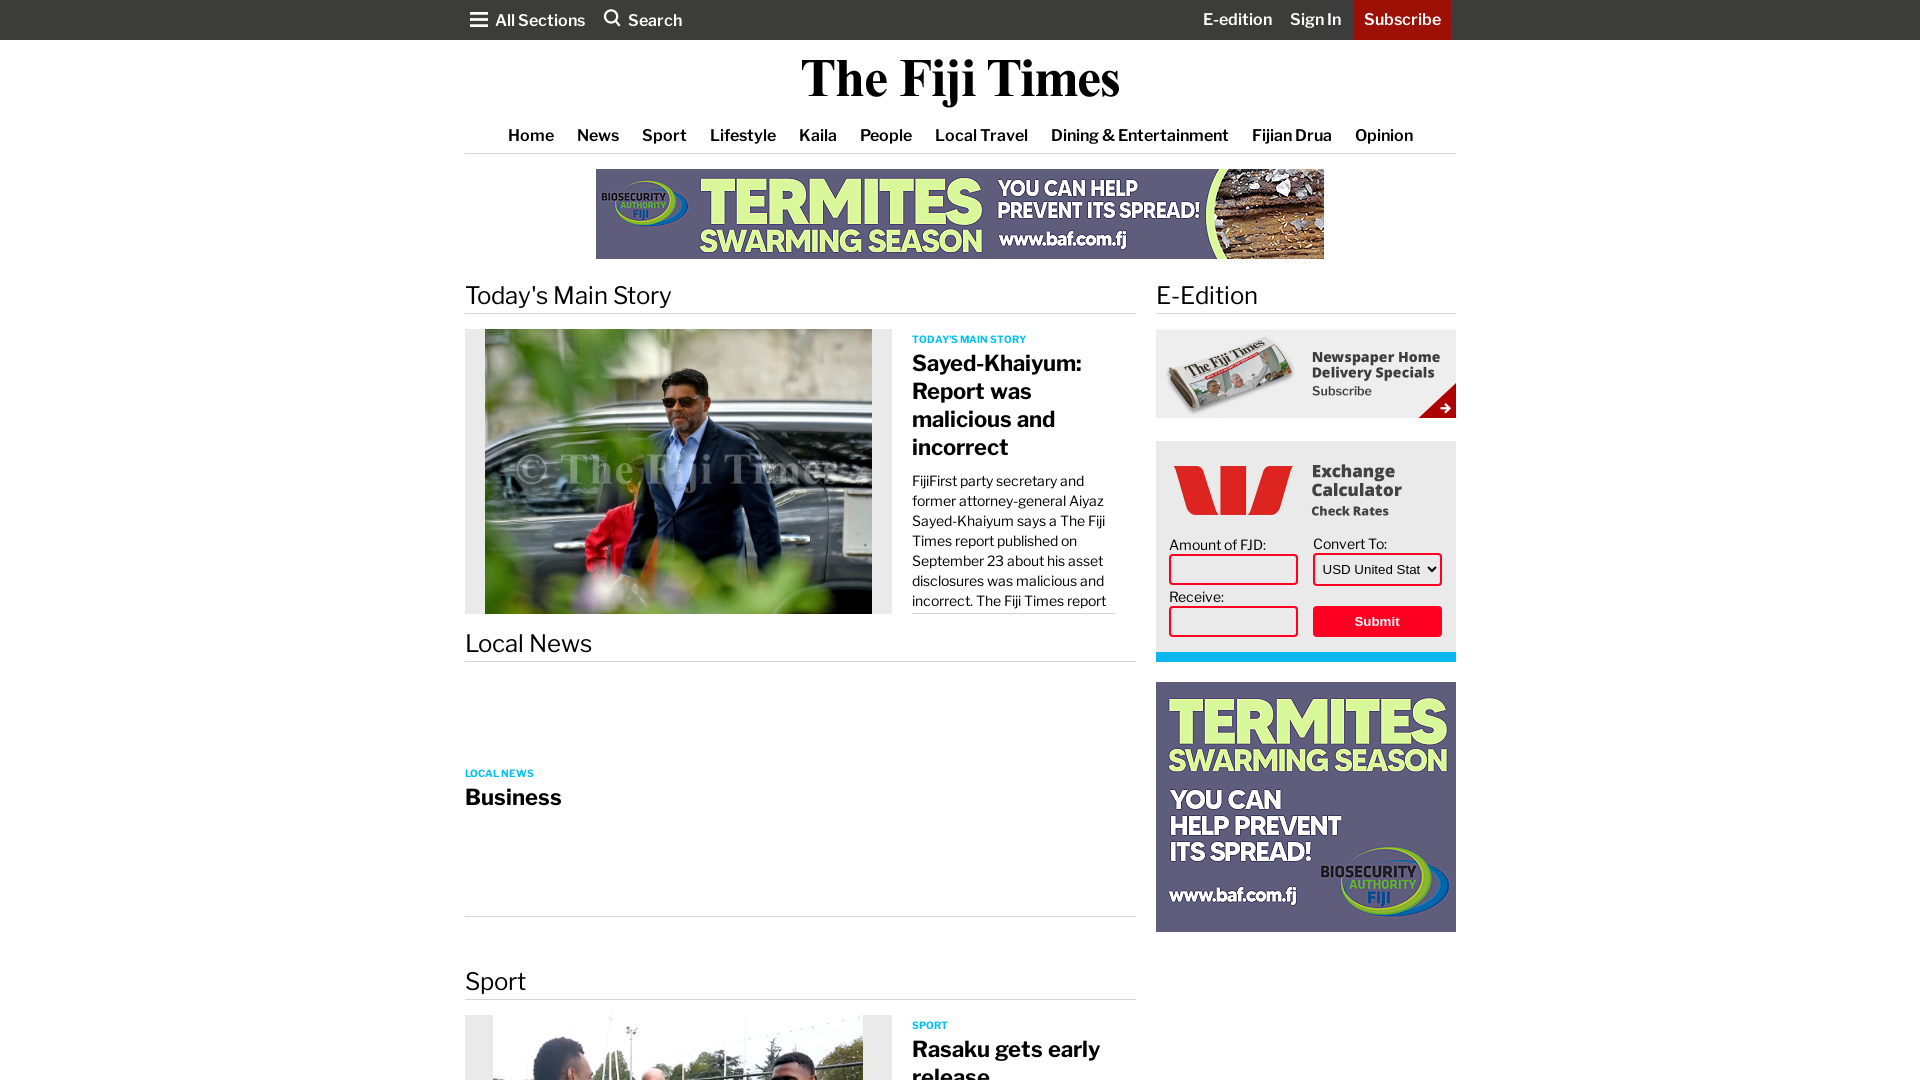 All Sections
Search
E-edition
Sign In
Subscribe
The Fiji Times
Home
News
Sport
Lifestyle
Kaila
People
Local Travel
Dining & Entertainment
Fijian Drua
Opinion
BIOSECURITY
AUTHORITY
FIJI
TERMITES
SWARMING SEASON
YOU CAN HELP
PREVENT ITS SPREAD!
www.baf.com.fj
Today's Main Story
© The Fiji Times
TODAY'S MAIN STORY
Sayed-Khaiyum:
Report was
malicious and
incorrect
FijiFirst party secretary and
former attorney-general Aiyaz
Sayed-Khaiyum says a The Fiji
Times report published on
September 23 about his asset
disclosures was malicious and
incorrect. The Fiji Times report
E-Edition
The Fiji Times
Newspaper Home
Delivery Specials
Subscribe
Exchange
Calculator
Check Rates
Amount of FJD:
Convert To:
USD United Stat
Receive:
Submit
Local News
LOCAL NEWS
Business
TERMITES
SWARMING SEASON
YOU CAN
HELP PREVENT
ITS SPREAD!
www.baf.com.fj
BIOSECURITY
AUTHORITY
FIJI
Sport
SPORT
Rasaku gets early
release